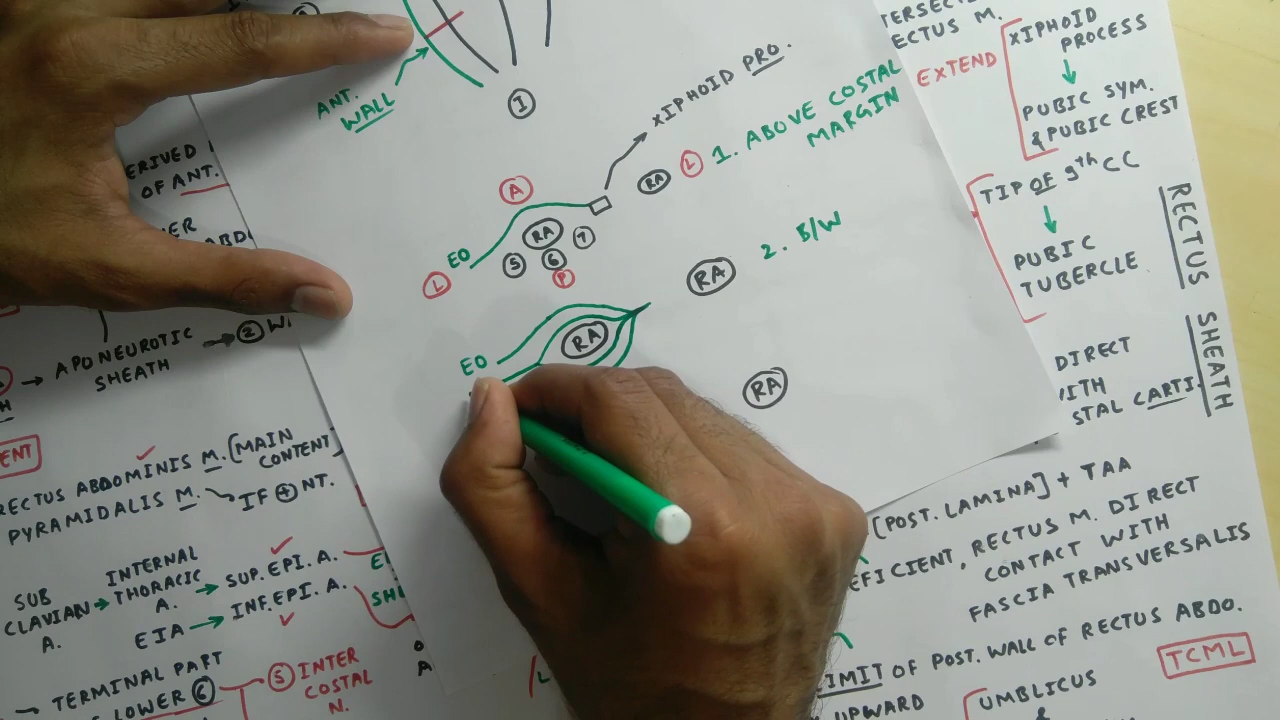 ANT.
WALL
I
XIPHOID PRO.
RA L 1. ABOVE COSTAL
MARGIN
A
EO RA
5 6 7
L P
RA 2. B/W
EO RA
RA
ECTUS M.
EXTEND
XIPHOID
PROCESS
PUBIC SYM.
& PUBIC CREST
TIP OF 9th CC
PUBIC
TUBERCLE
RECTUS SHEATH
DIRECT
WITH
STAL CARTI.
[POST. LAMINA] + TAA
EFICIENT, RECTUS M. DIRECT
CONTACT WITH
FASCIA TRANSVERSALIS
LIMIT OF POST. WALL OF RECTUS ABDO.
TCML
UPWARD
UMBLICUS
&
ERIVED
OF ANT.
→ APONEUROTIC → 2 WI
SHEATH
ENT
RECTUS ABDOMINIS M. [MAIN
CONTENT]
PYRAMIDALIS M. IF + NT.
SUB
CLAVIAN → INTERNAL
A.
THORACIC
A. → SUP. EPI. A.
EIA → INF. EPI. A.
→ TERMINAL PART
LOWER 6
5 INTER
COSTAL
N.